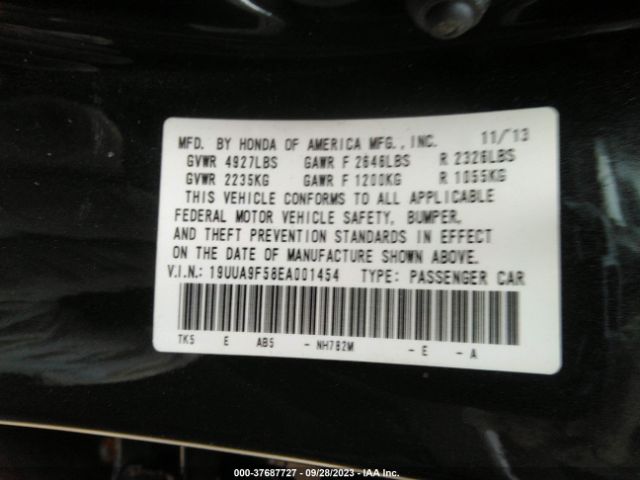 MFD. BY HONDA OF AMERICA MFG., INC. 11/13
GVWR 4927LBS GAWR F 2646LBS R 2326LBS
GVWR 2235KG GAWR F 1200KG R 1055KG
THIS VEHICLE CONFORMS TO ALL APPLICABLE
FEDERAL MOTOR VEHICLE SAFETY, BUMPER,
AND THEFT PREVENTION STANDARDS IN EFFECT
ON THE DATE OF MANUFACTURE SHOWN ABOVE.
V.I.N.: 19UUA9F58EA001454 TYPE: PASSENGER CAR
TK5 E AB5 - NH782M - E - A
000-37687727 - 09/28/2023 - IAA Inc.